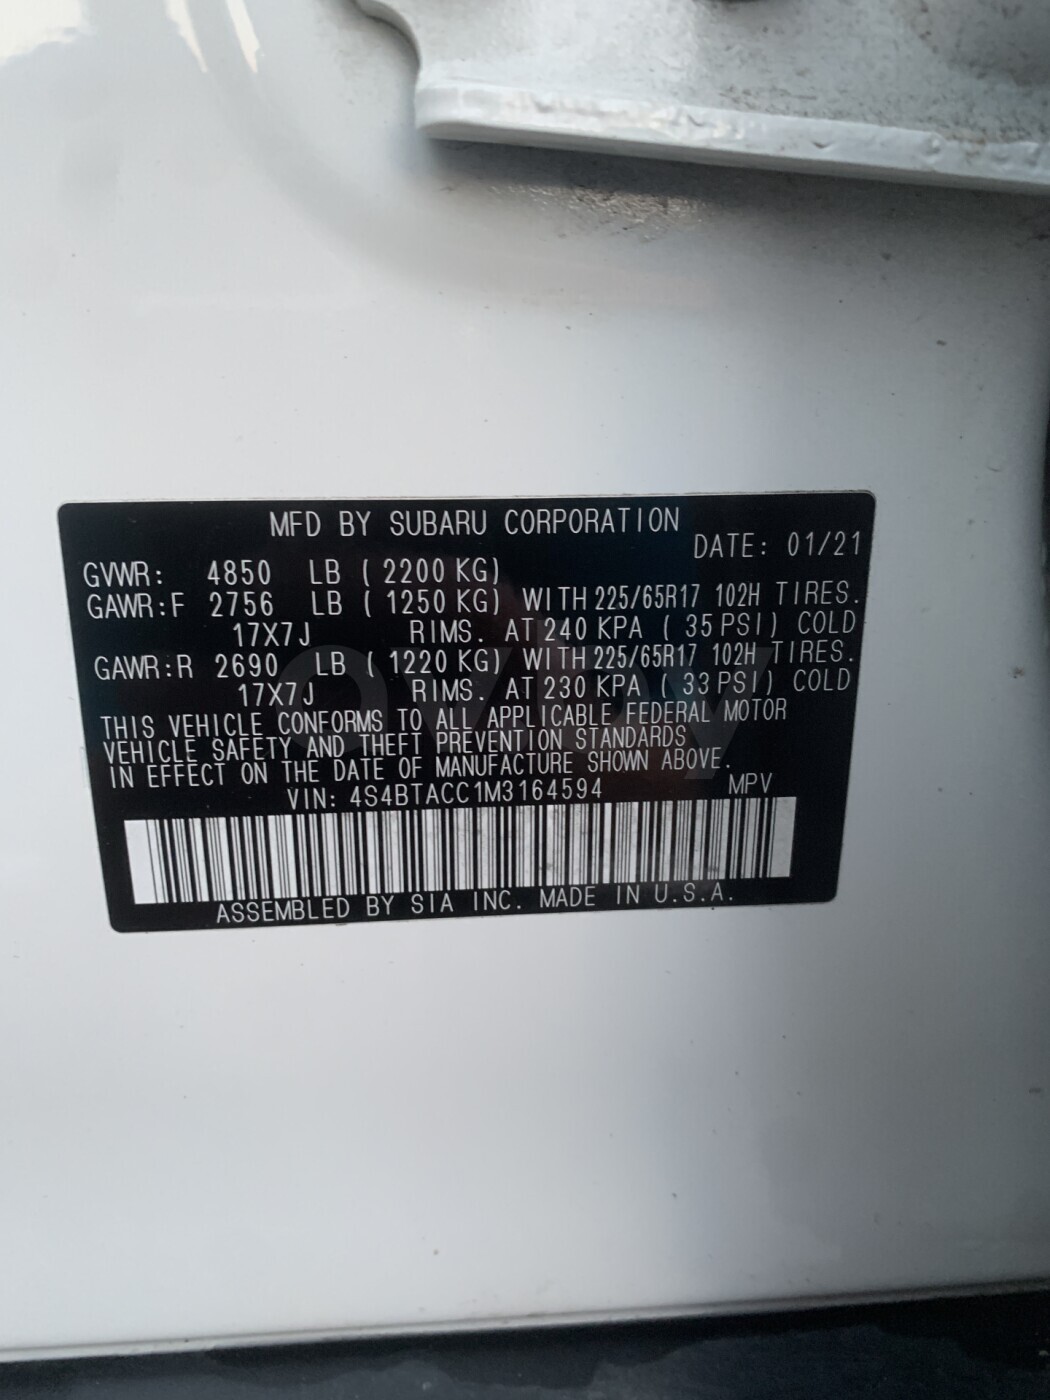 MFD BY SUBARU CORPORATION
DATE: 01/21
GVWR: 4850 LB ( 2200 KG)
GAWR:F 2756 LB ( 1250 KG) WITH 225/65R17 102H TIRES.
17X7J RIMS. AT 240 KPA ( 35 PSI) COLD
GAWR:R 2690 LB ( 1220 KG) WITH 225/65R17 102H TIRES.
17X7J RIMS. AT 230 KPA ( 33 PSI) COLD
THIS VEHICLE CONFORMS TO ALL APPLICABLE FEDERAL MOTOR
VEHICLE SAFETY AND THEFT PREVENTION STANDARDS
IN EFFECT ON THE DATE OF MANUFACTURE SHOWN ABOVE.
VIN: 4S4BTACC1M3164594 MPV
ASSEMBLED BY SIA INC. MADE IN U.S.A.
av.by